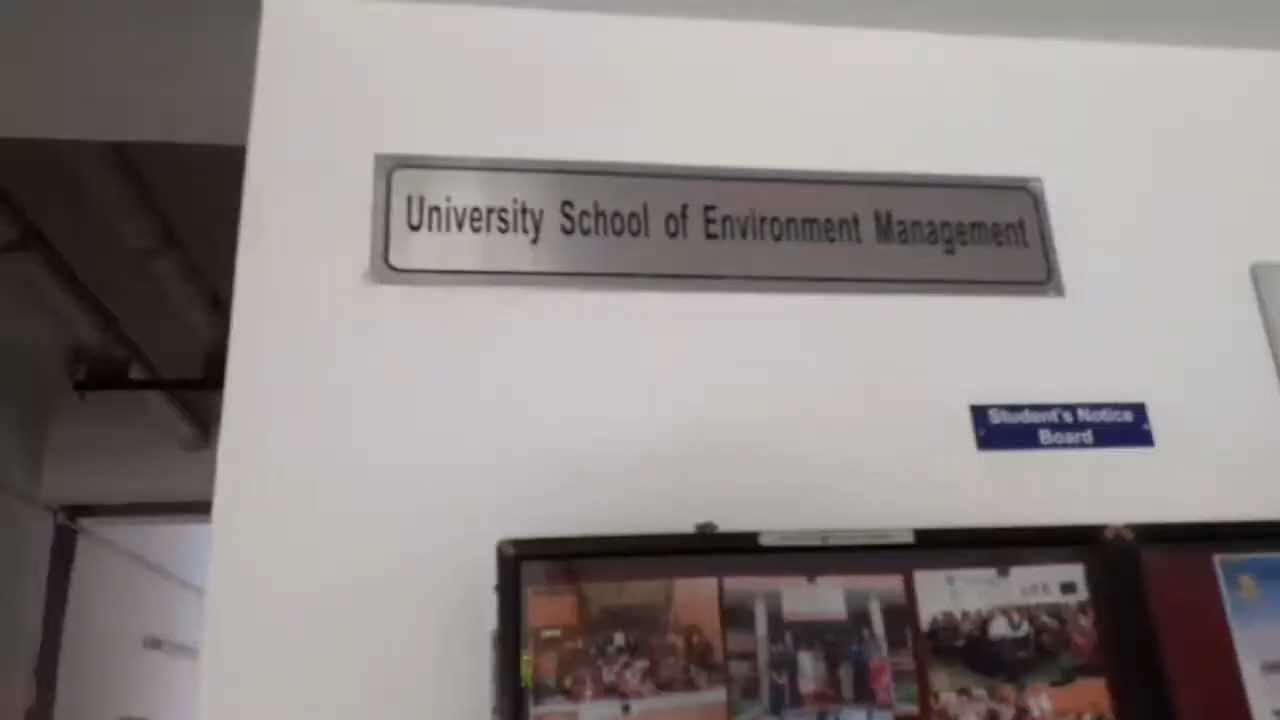 University School of Environment Management
Student's Notice
Board